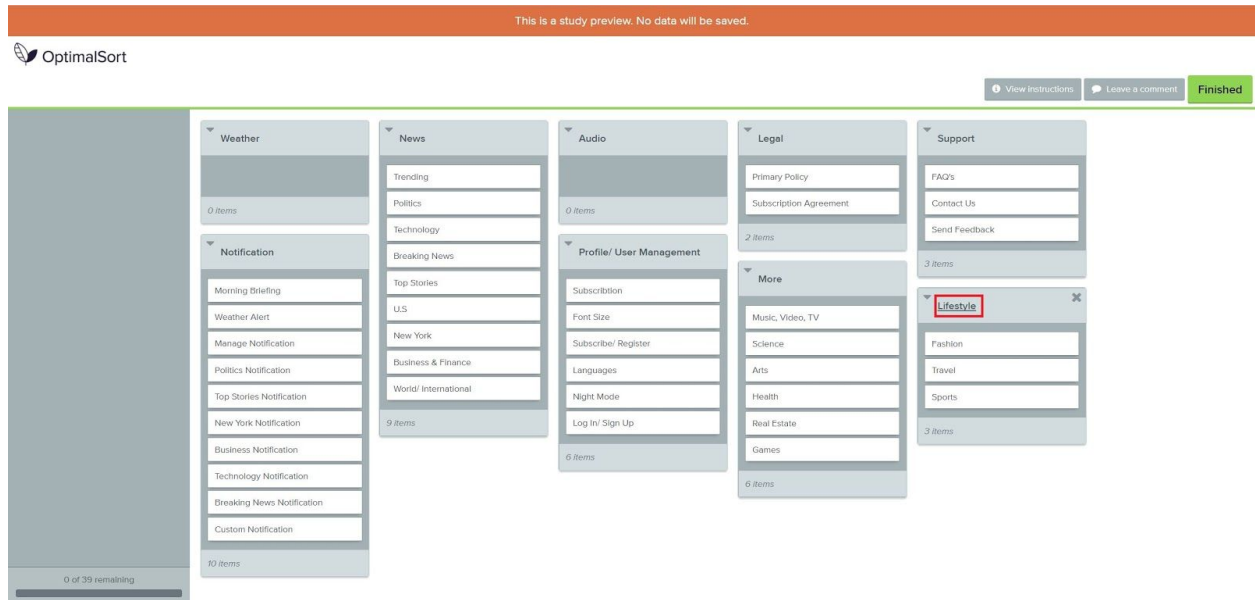 This is a study preview. No data will be saved.
OptimalSort
View instructions
Leave a comment
Finished
Weather
0 items
Notification
Morning Briefing
Weather Alert
Manage Notification
Politics Notification
Top Stories Notification
New York Notification
Business Notification
Technology Notification
Breaking News Notification
Custom Notification
10 items
News
Trending
Politics
Technology
Breaking News
Top Stories
U.S
New York
Business & Finance
World/ International
9 items
Audio
0 items
Profile/ User Management
Subscribtion
Font Size
Subscribe/ Register
Languages
Night Mode
Log In/ Sign Up
6 items
Legal
Primary Policy
Subscription Agreement
2 items
More
Music, Video, TV
Science
Arts
Health
Real Estate
Games
6 items
Support
FAQ's
Contact Us
Send Feedback
3 items
Lifestyle
Fashion
Travel
Sports
3 items
0 of 39 remaining